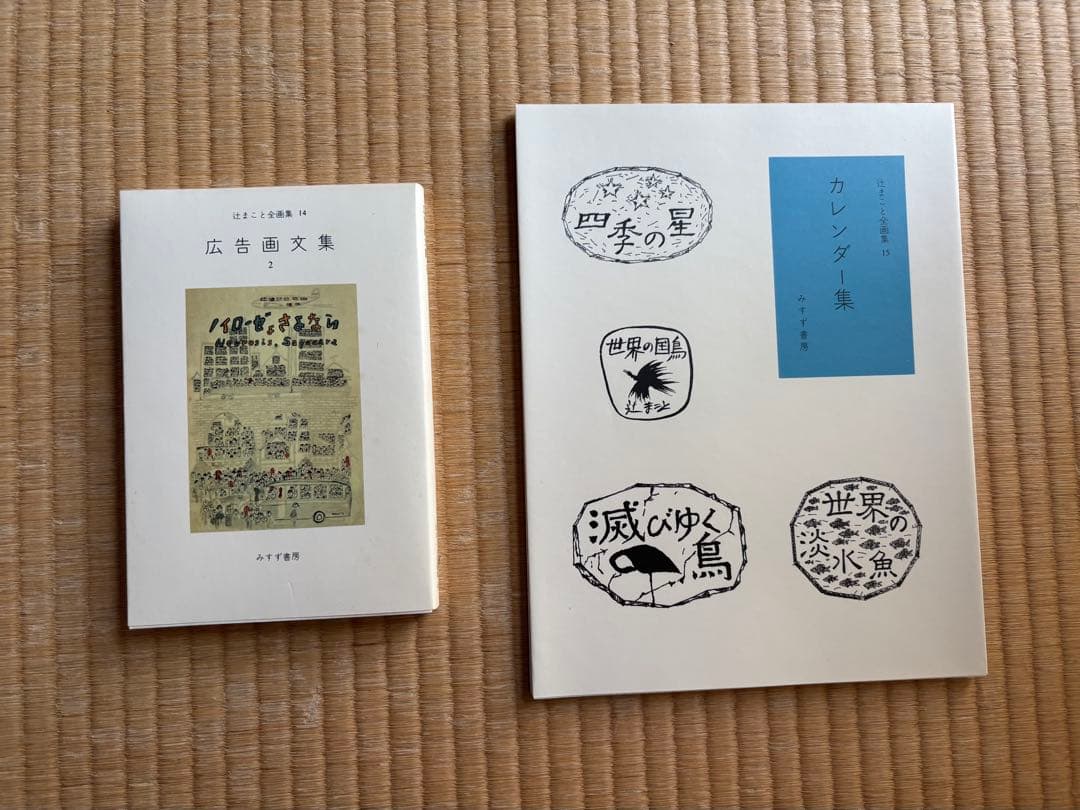 辻まこと全画集 14
広告画文集
2
ノイローゼよさようなら
Neurosis, Sayonara
みすず書房
四季の星
辻まこと全画集 15
カレンダー集
みすず書房
世界の国鳥
辻まこと
滅びゆく鳥
世界の淡水魚